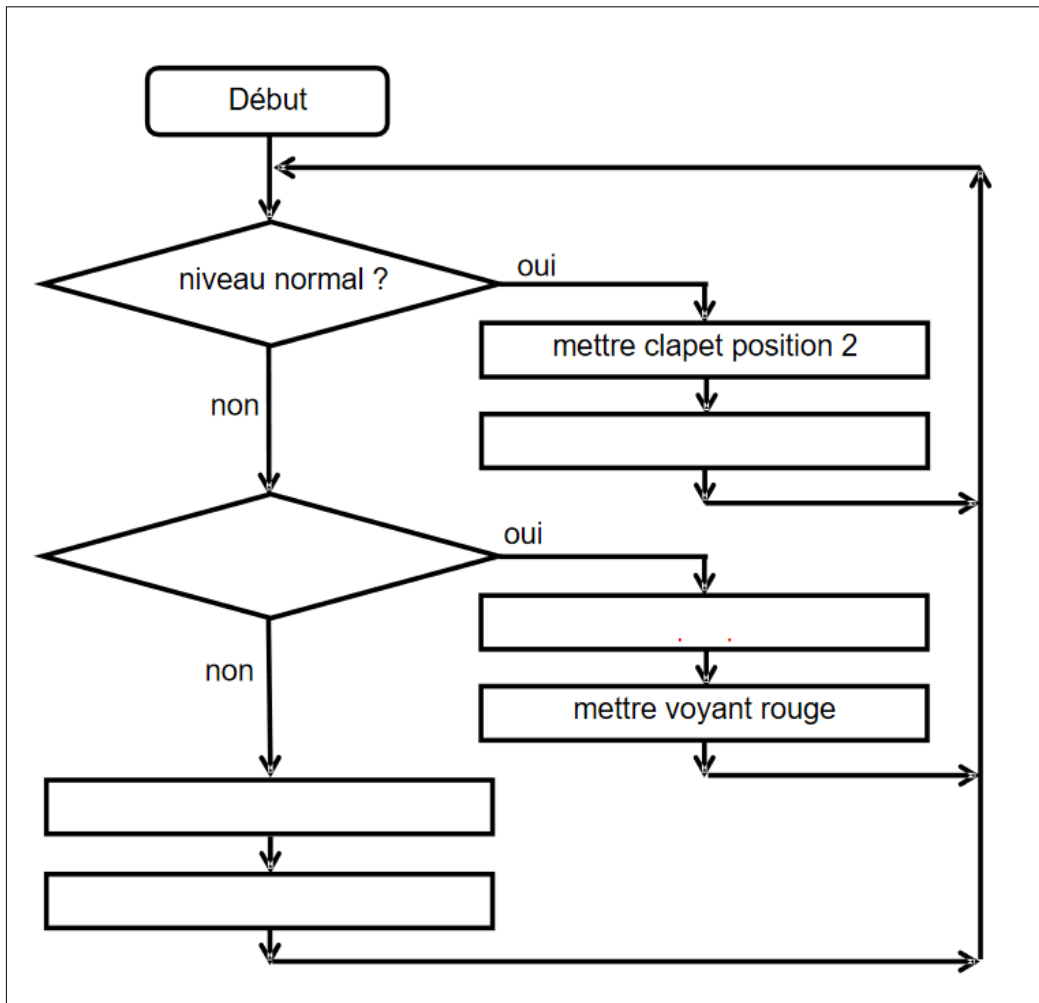 Début
niveau normal ?
oui
mettre clapet position 2
non
oui
non
mettre voyant rouge